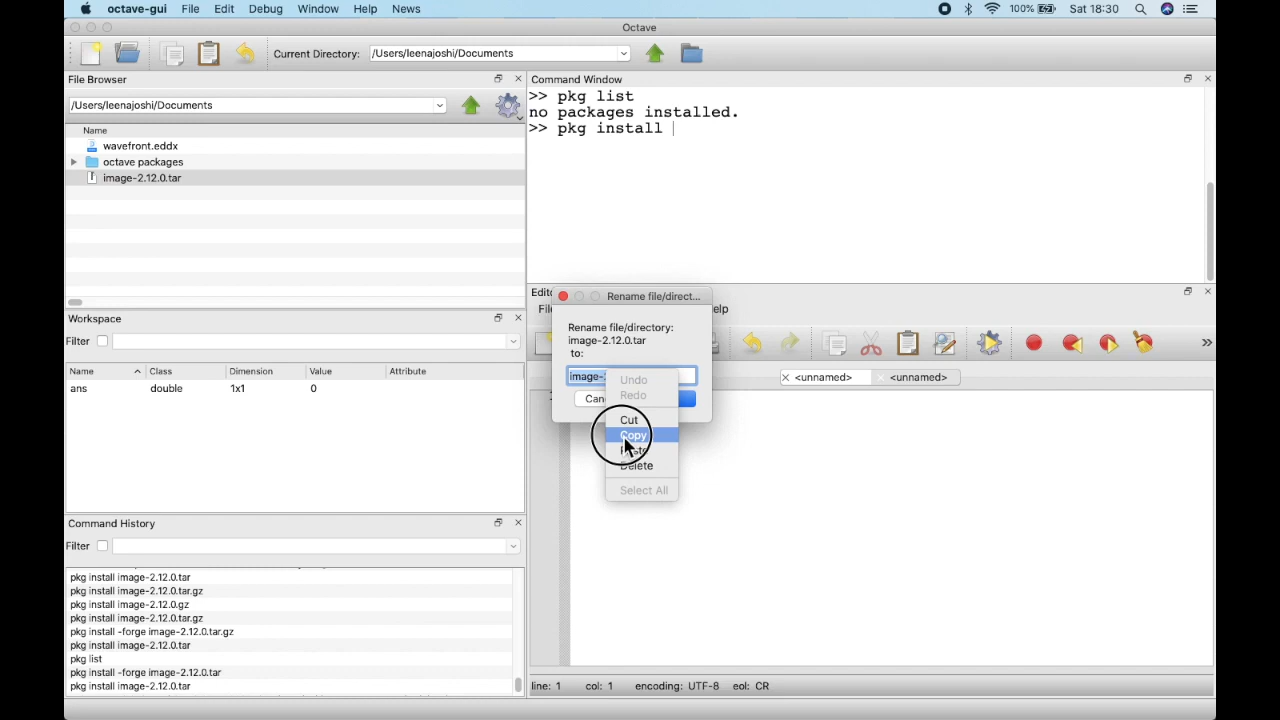 octave-gui File Edit Debug Window Help News 100% Sat 18:30
Octave
Current Directory: /Users/leenajoshi/Documents
File Browser
/Users/leenajoshi/Documents
Name
wavefront.eddx
octave packages
image-2.12.0.tar
Command Window
>> pkg list
no packages installed.
>> pkg install
Workspace
Filter
Name Class Dimension Value Attribute
ans double 1x1 0
Command History
Filter
pkg install image-2.12.0.tar
pkg install image-2.12.0.tar.gz
pkg install image-2.12.0.gz
pkg install image-2.12.0.tar.gz
pkg install -forge image-2.12.0.tar.gz
pkg install image-2.12.0.tar
pkg list
pkg install -forge image-2.12.0.tar
pkg install image-2.12.0.tar
Rename file/direct...
Rename file/directory:
image-2.12.0.tar
to:
image-
Undo
Redo
Cut
Copy
Paste
Delete
Select All
<unnamed> <unnamed>
line: 1 col: 1 encoding: UTF-8 eol: CR